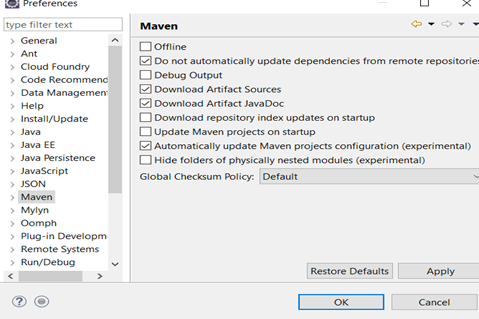 Preferences
type filter text
Maven
General
Ant
Cloud Foundry
Code Recommend
Data Management
Help
Install/Update
Java
Java EE
Java Persistence
JavaScript
JSON
Maven
Mylyn
Oomph
Plug-in Developm
Remote Systems
Run/Debug
Offline
Do not automatically update dependencies from remote repositories
Debug Output
Download Artifact Sources
Download Artifact JavaDoc
Download repository index updates on startup
Update Maven projects on startup
Automatically update Maven projects configuration (experimental)
Hide folders of physically nested modules (experimental)
Global Checksum Policy: Default
Restore Defaults Apply
OK Cancel